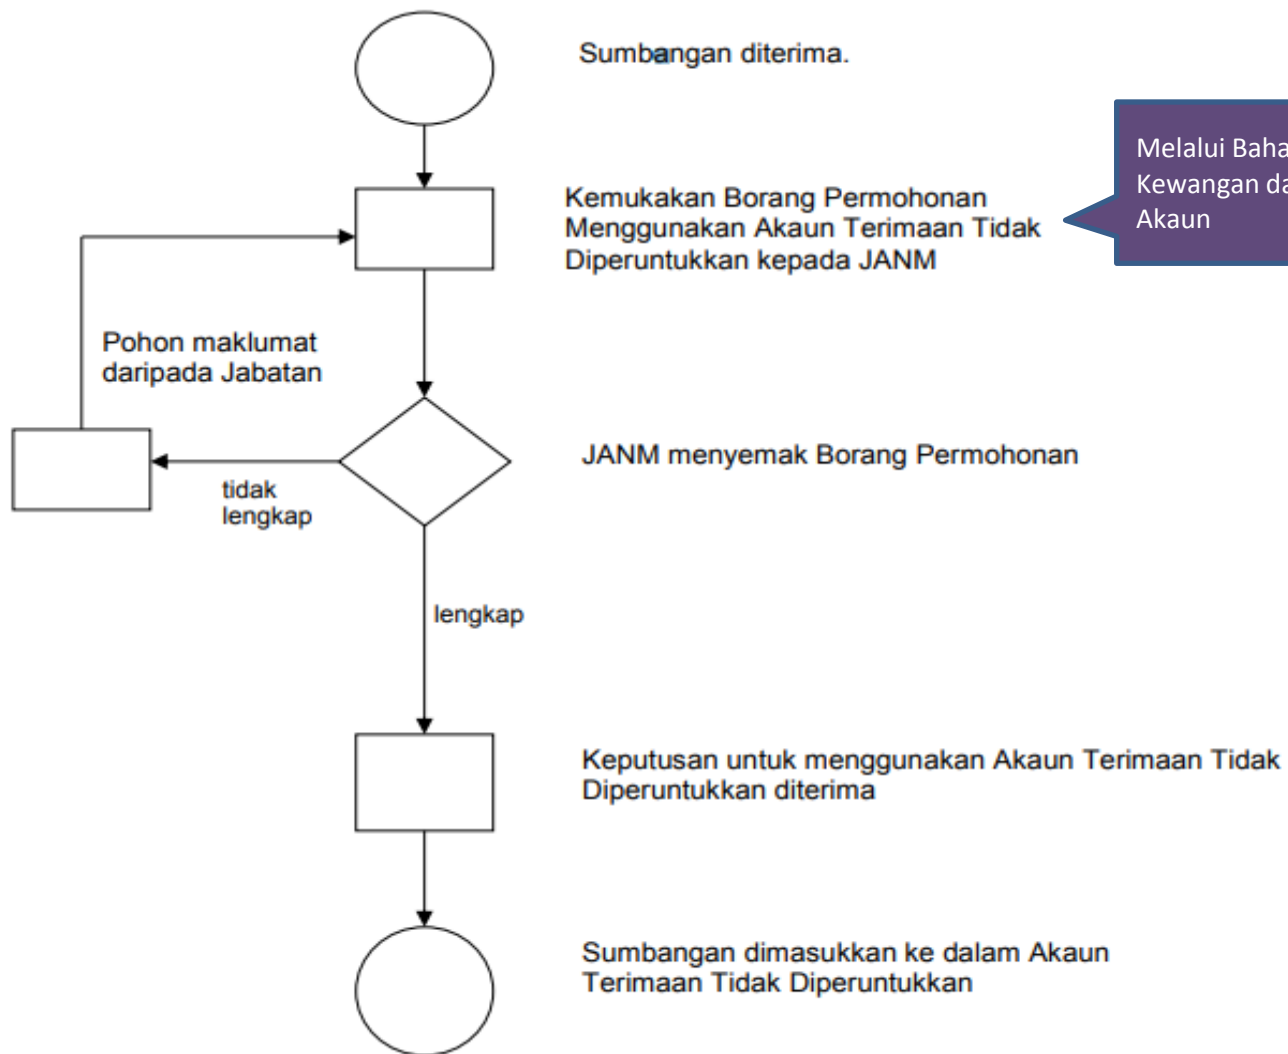 Sumbangan diterima.
Melalui
Kewangan
Akaun
Kemukakan Borang Permohonan
Menggunakan Akaun Terimaan Tidak
Diperuntukkan kepada JANM
Pohon maklumat
daripada Jabatan
JANM menyemak Borang Permohonan
tidak
lengkap
lengkap
Keputusan untuk menggunakan Akaun Terimaan Tidak
Diperuntukkan diterima
Sumbangan dimasukkan ke dalam Akaun
Terimaan Tidak Diperuntukkan